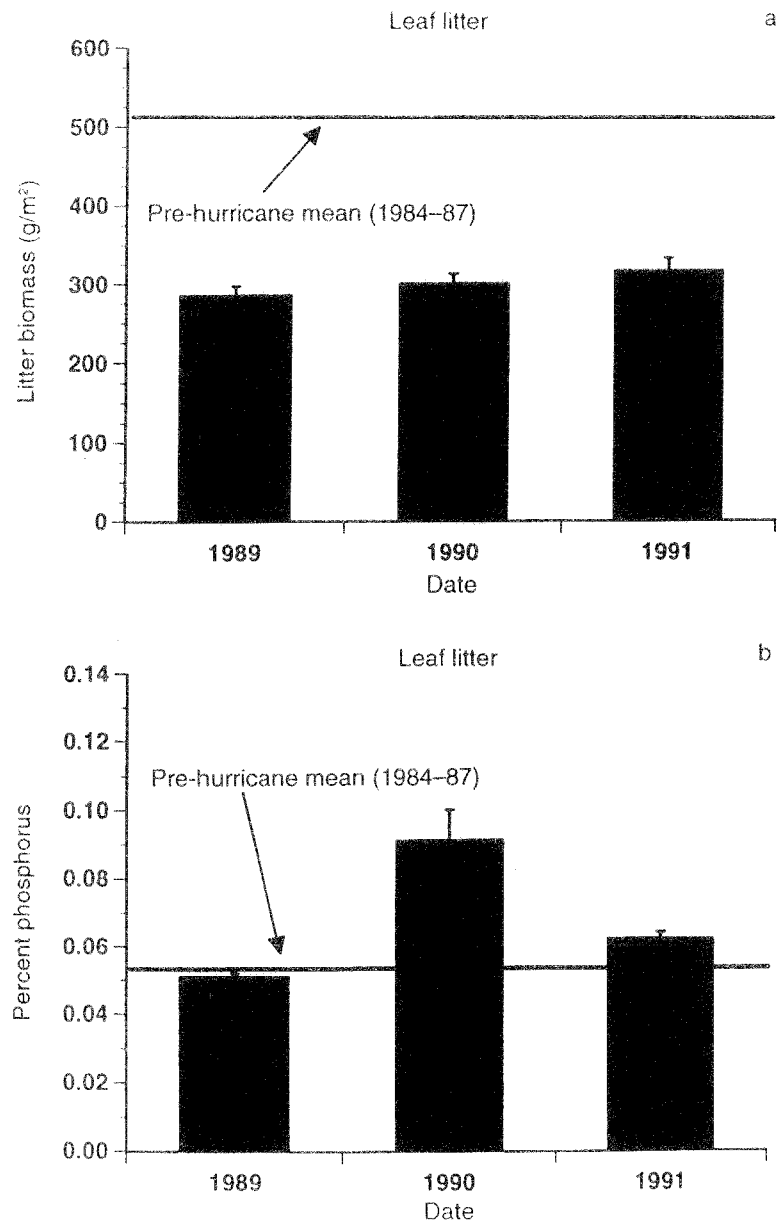 Leaf litter
a
600
500
400
300
200
100
0
Litter biomass (g/m²)
Pre-hurricane mean (1984–87)
1989 1990 1991
Date
Leaf litter
b
0.14
0.12
0.10
0.08
0.06
0.04
0.02
0.00
Percent phosphorus
Pre-hurricane mean (1984–87)
1989 1990 1991
Date